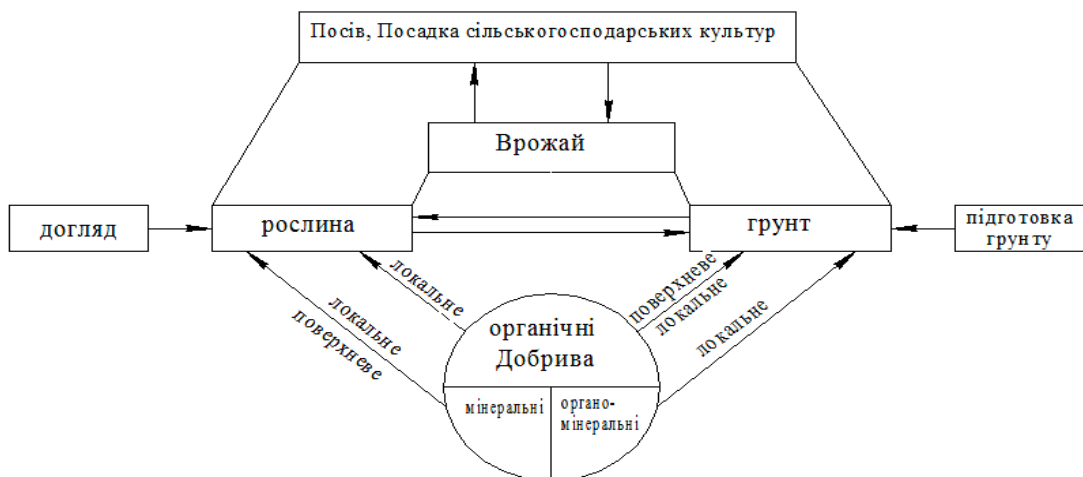 Посів, Посадка сільськогосподарських культур
Врожай
догляд
рослина
грунт
підготовка
грунту
локальне
локальне
поверхневе
поверхневе
локальне
локальне
органічні
Добрива
мінеральні
органо-
мінеральні